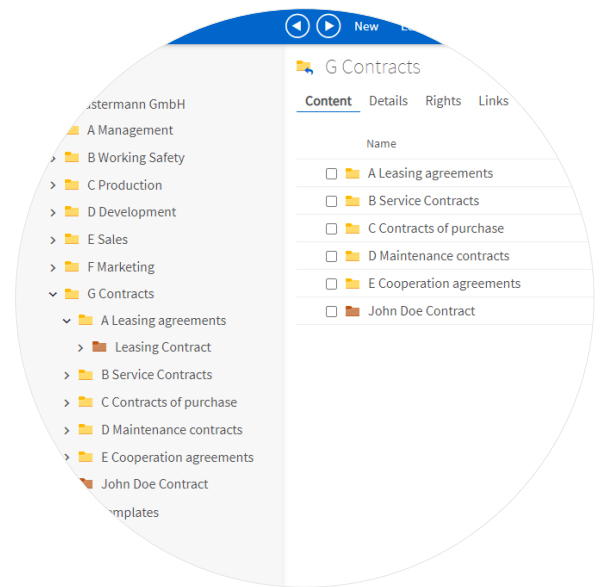 New
G Contracts
Content Details Rights Links
Name
A Leasing agreements
B Service Contracts
C Contracts of purchase
D Maintenance contracts
E Cooperation agreements
John Doe Contract
GmbH
A Management
B Working Safety
C Production
D Development
E Sales
F Marketing
G Contracts
A Leasing agreements
Leasing Contract
B Service Contracts
C Contracts of purchase
D Maintenance contracts
E Cooperation agreements
John Doe Contract